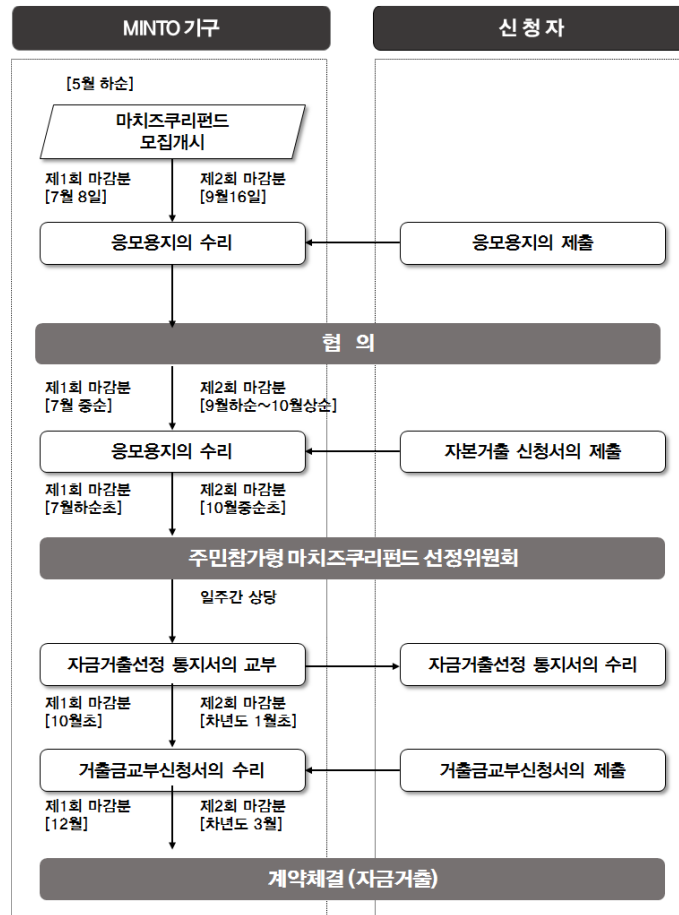 MINTO 기구
신 청 자
[5월 하순]
마치즈쿠리펀드
모집개시
제1회 마감분
[7월 8일]
제2회 마감분
[9월16일]
응모용지의 수리
응모용지의 제출
협 의
제1회 마감분
[7월 중순]
제2회 마감분
[9월하순~10월상순]
응모용지의 수리
자본거출 신청서의 제출
제1회 마감분
[7월하순초]
제2회 마감분
[10월중순초]
주민참가형 마치즈쿠리펀드 선정위원회
일주간 상당
자금거출선정 통지서의 교부
자금거출선정 통지서의 수리
제1회 마감분
[10월초]
제2회 마감분
[차년도 1월초]
거출금교부신청서의 수리
거출금교부신청서의 제출
제1회 마감분
[12월]
제2회 마감분
[차년도 3월]
계약체결 (자금거출)